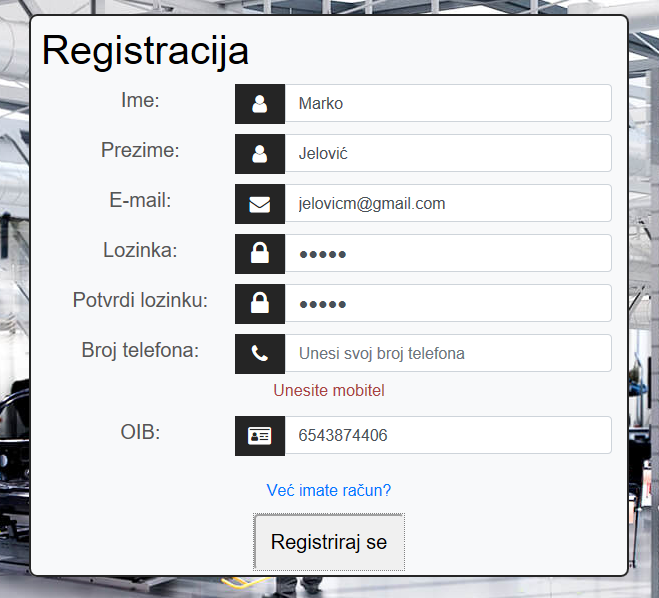 Registracija
Ime: Marko
Prezime: Jelović
E-mail: jelovicm@gmail.com
Lozinka: •••••
Potvrdi lozinku: •••••
Broj telefona: Unesi svoj broj telefona
Unesite mobitel
OIB: 6543874406
Već imate račun?
Registriraj se